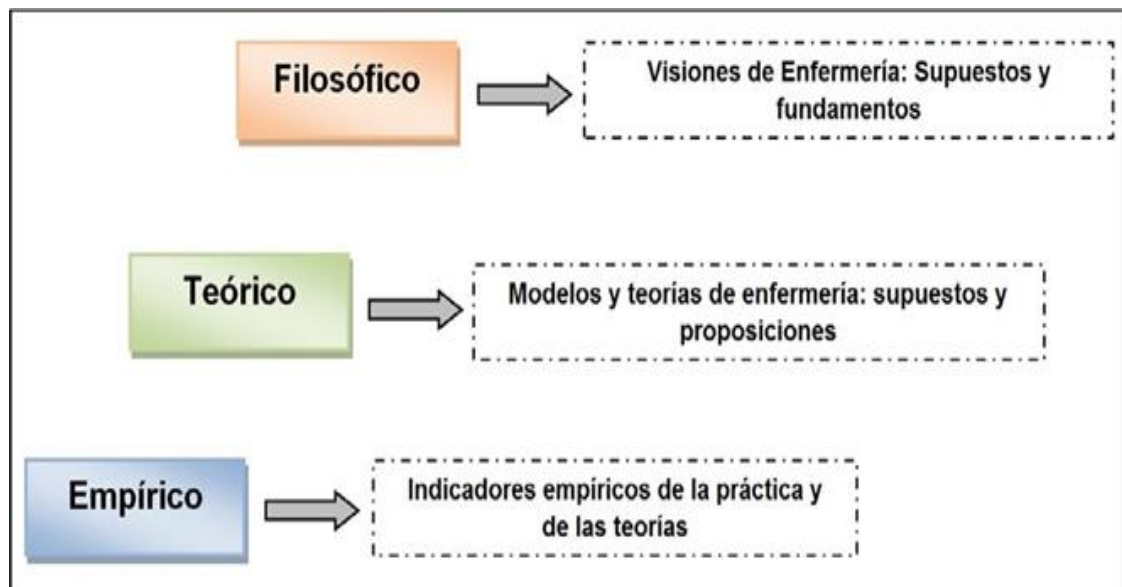 Filosófico
Visiones de Enfermería: Supuestos y
fundamentos
Teórico
Modelos y teorías de enfermería: supuestos y
proposiciones
Empírico
Indicadores empíricos de la práctica y
de las teorías